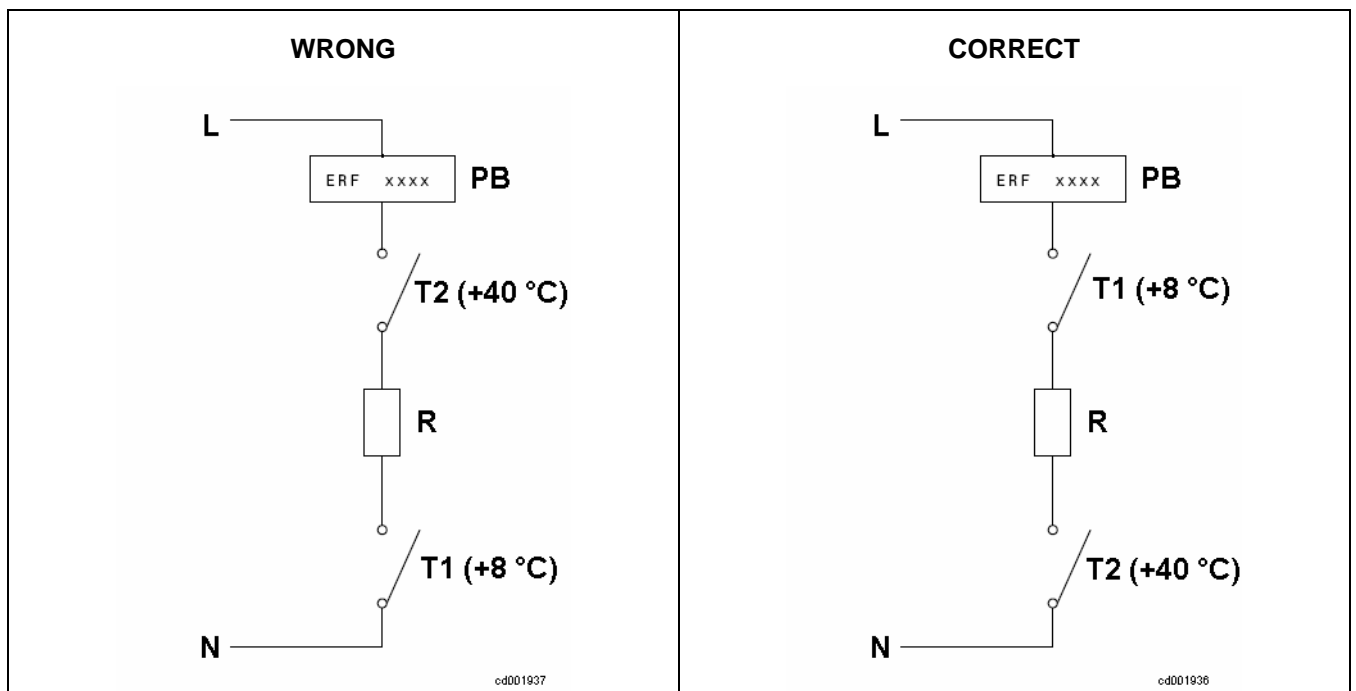 WRONG
L
ERF xxxx PB
T2 (+40 °C)
R
T1 (+8 °C)
N
cd001937
CORRECT
L
ERF xxxx PB
T1 (+8 °C)
R
T2 (+40 °C)
N
cd001936